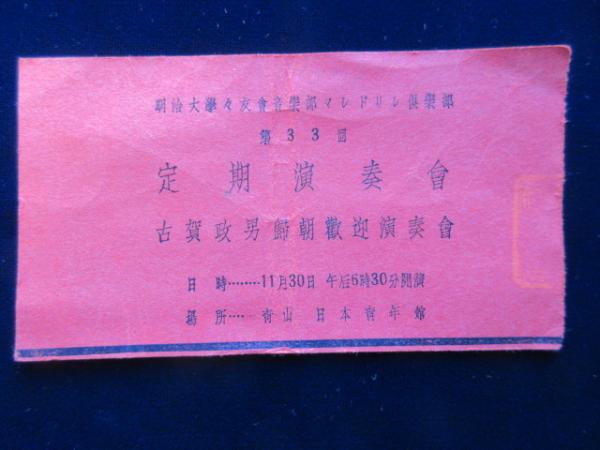 明治大學々友會音樂部マンドリン倶樂部
第33回
定期演奏會
古賀政男歸朝歡迎演奏會
日時………11月30日 午后6時30分開演
場所‥‥青山 日本靑年館